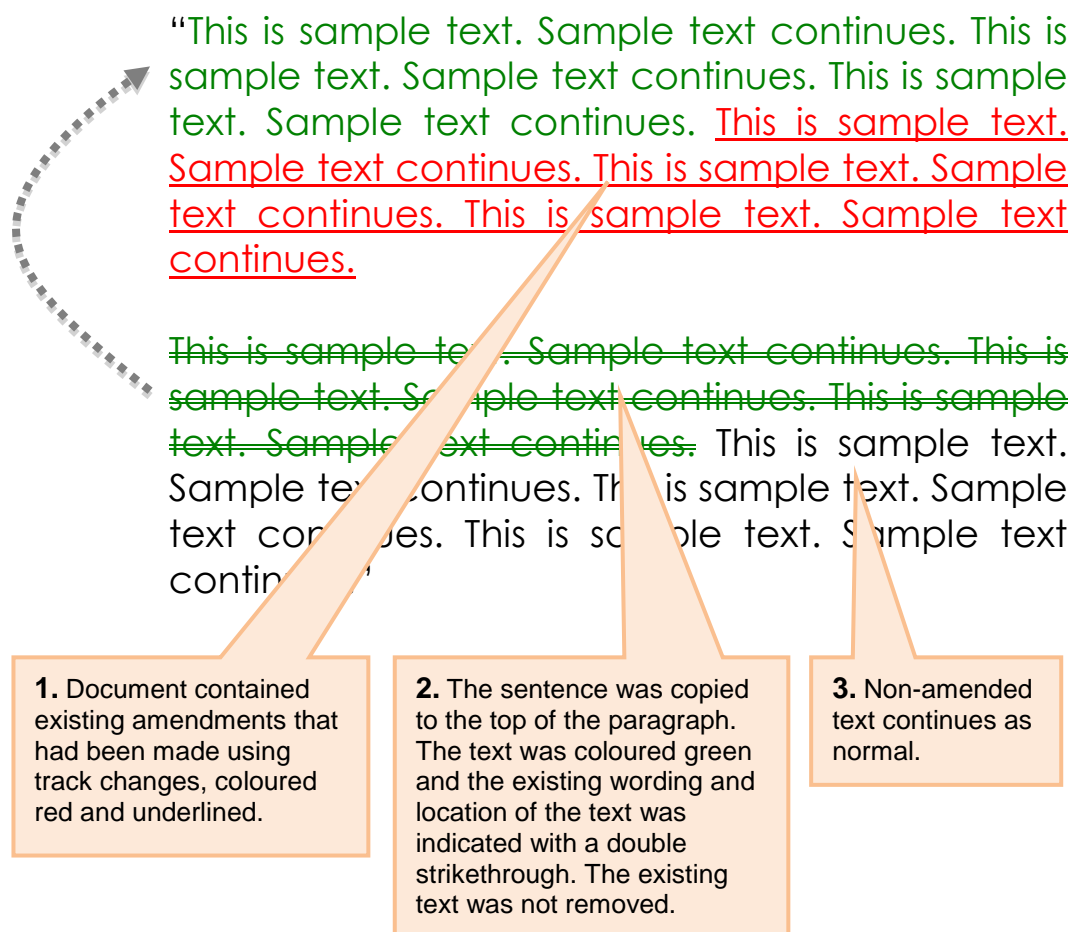 “This is sample text. Sample text continues. This is
sample text. Sample text continues. This is sample
text. Sample text continues. This is sample text.
Sample text continues. This is sample text. Sample
text continues. This is sample text. Sample text
continues.
This is sample text. Sample text continues. This is
sample text. Sample text continues. This is sample
text. Sample text continues. This is sample text.
Sample text continues. This is sample text. Sample
text continues. This is sample text. Sample text
continues.”
1. Document contained
existing amendments that
had been made using
track changes, coloured
red and underlined.
2. The sentence was copied
to the top of the paragraph.
The text was coloured green
and the existing wording and
location of the text was
indicated with a double
strikethrough. The existing
text was not removed.
3. Non-amended
text continues as
normal.